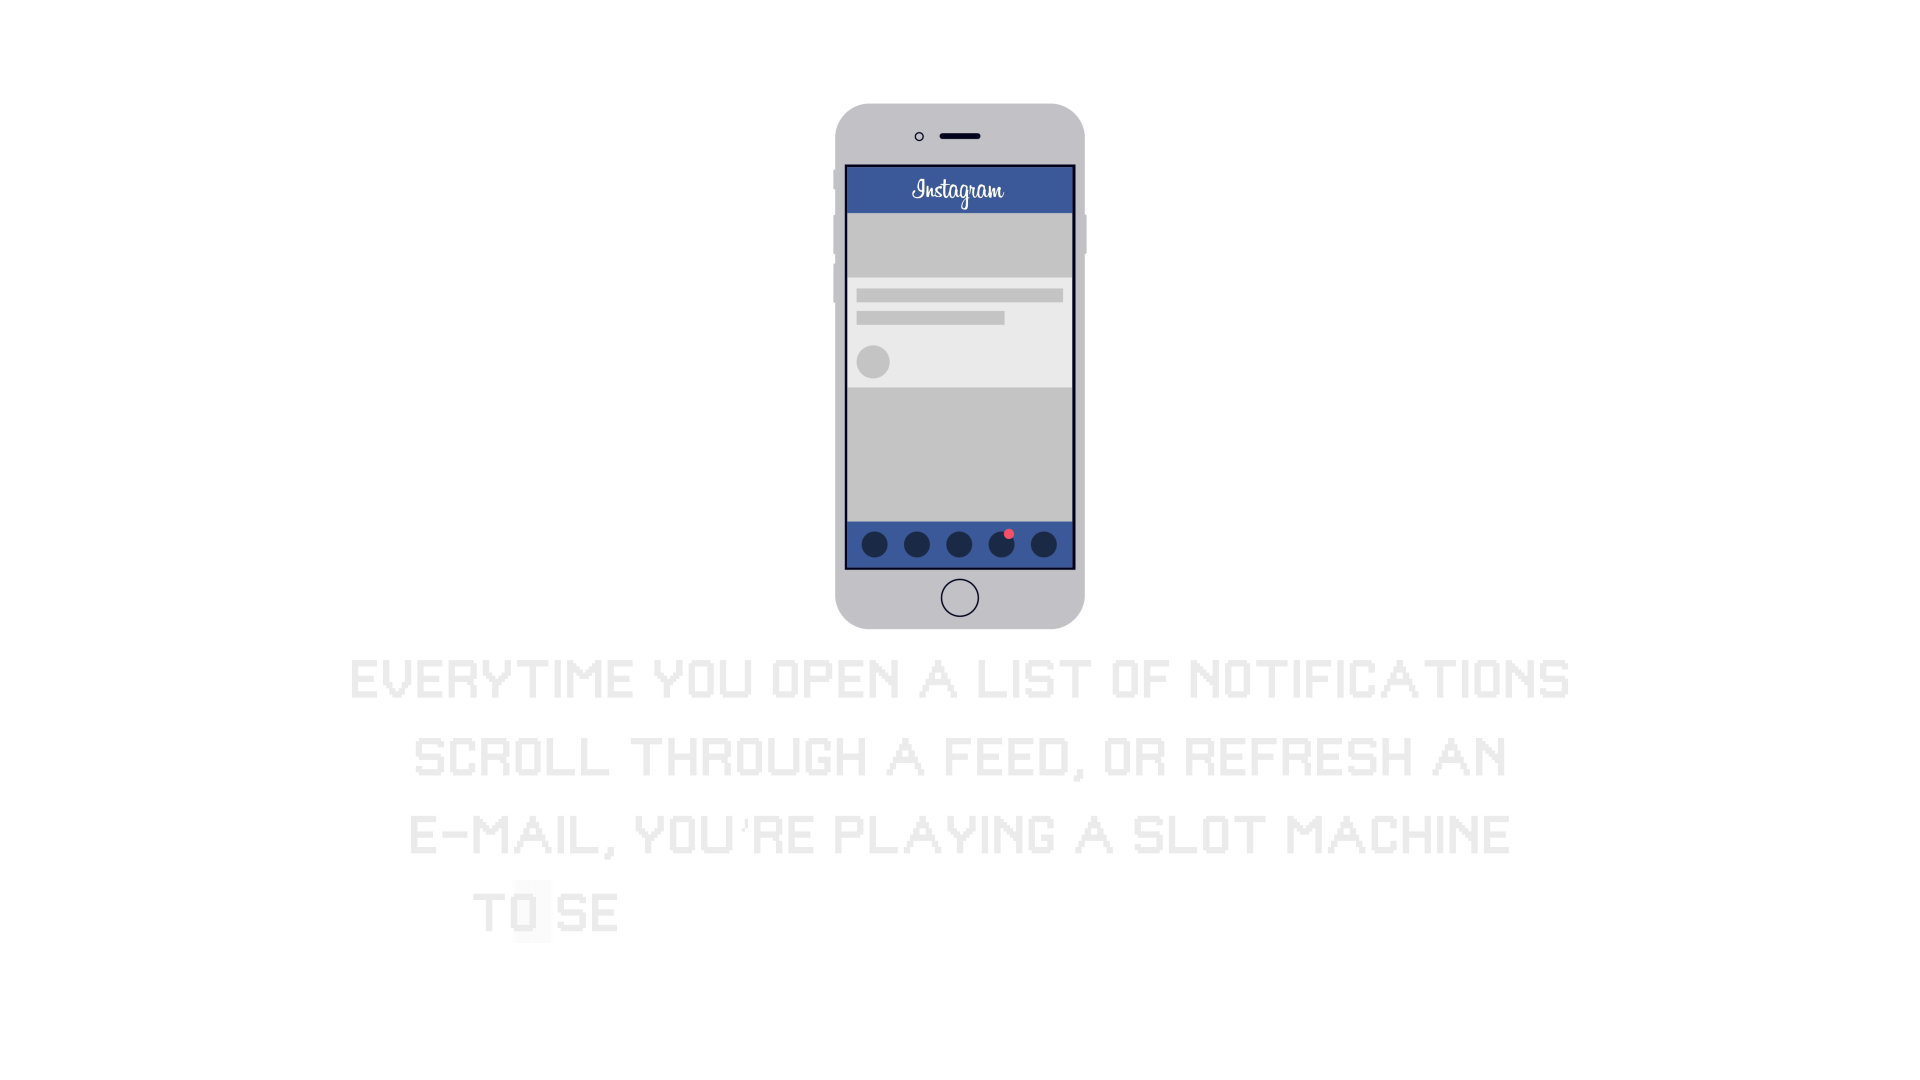 Instagram
EVERYTIME YOU OPEN A LIST OF NOTIFICATIONS
SCROLL THROUGH A FEED, OR REFRESH AN
E-MAIL, YOU'RE PLAYING A SLOT MACHINE
TO SE